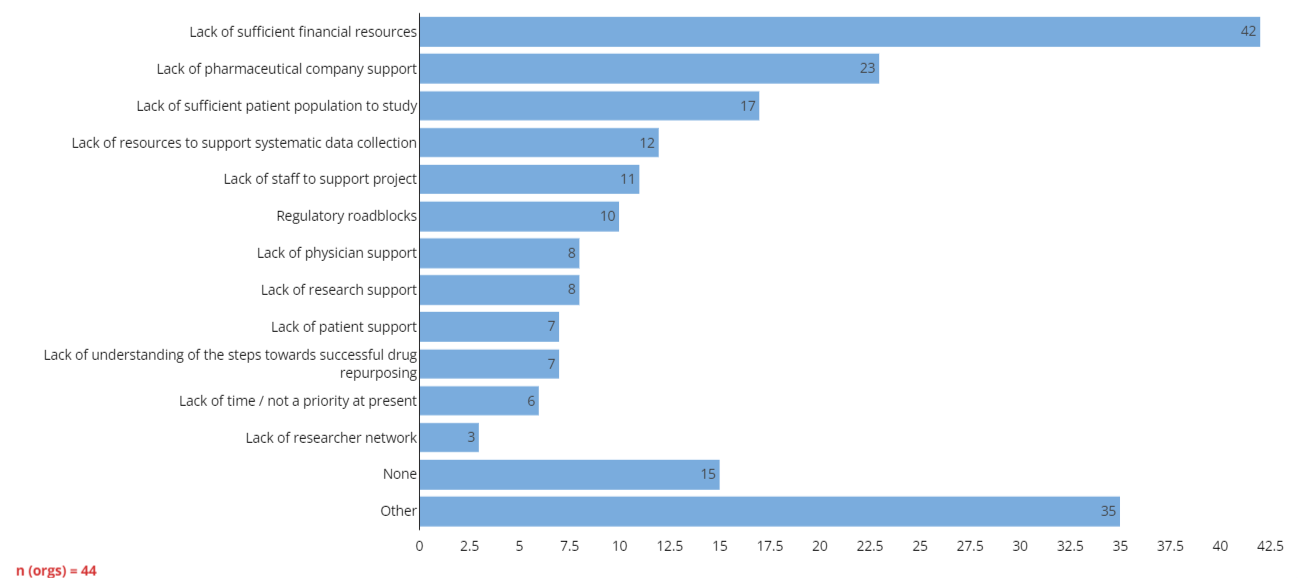 Lack of sufficient financial resources 42
Lack of pharmaceutical company support 23
Lack of sufficient patient population to study 17
Lack of resources to support systematic data collection 12
Lack of staff to support project 11
Regulatory roadblocks 10
Lack of physician support 8
Lack of research support 8
Lack of patient support 7
Lack of understanding of the steps towards successful drug
repurposing 7
Lack of time / not a priority at present 6
Lack of researcher network 3
None 15
Other 35
0 2.5 5 7.5 10 12.5 15 17.5 20 22.5 25 27.5 30 32.5 35 37.5 40 42.5
n (orgs) = 44